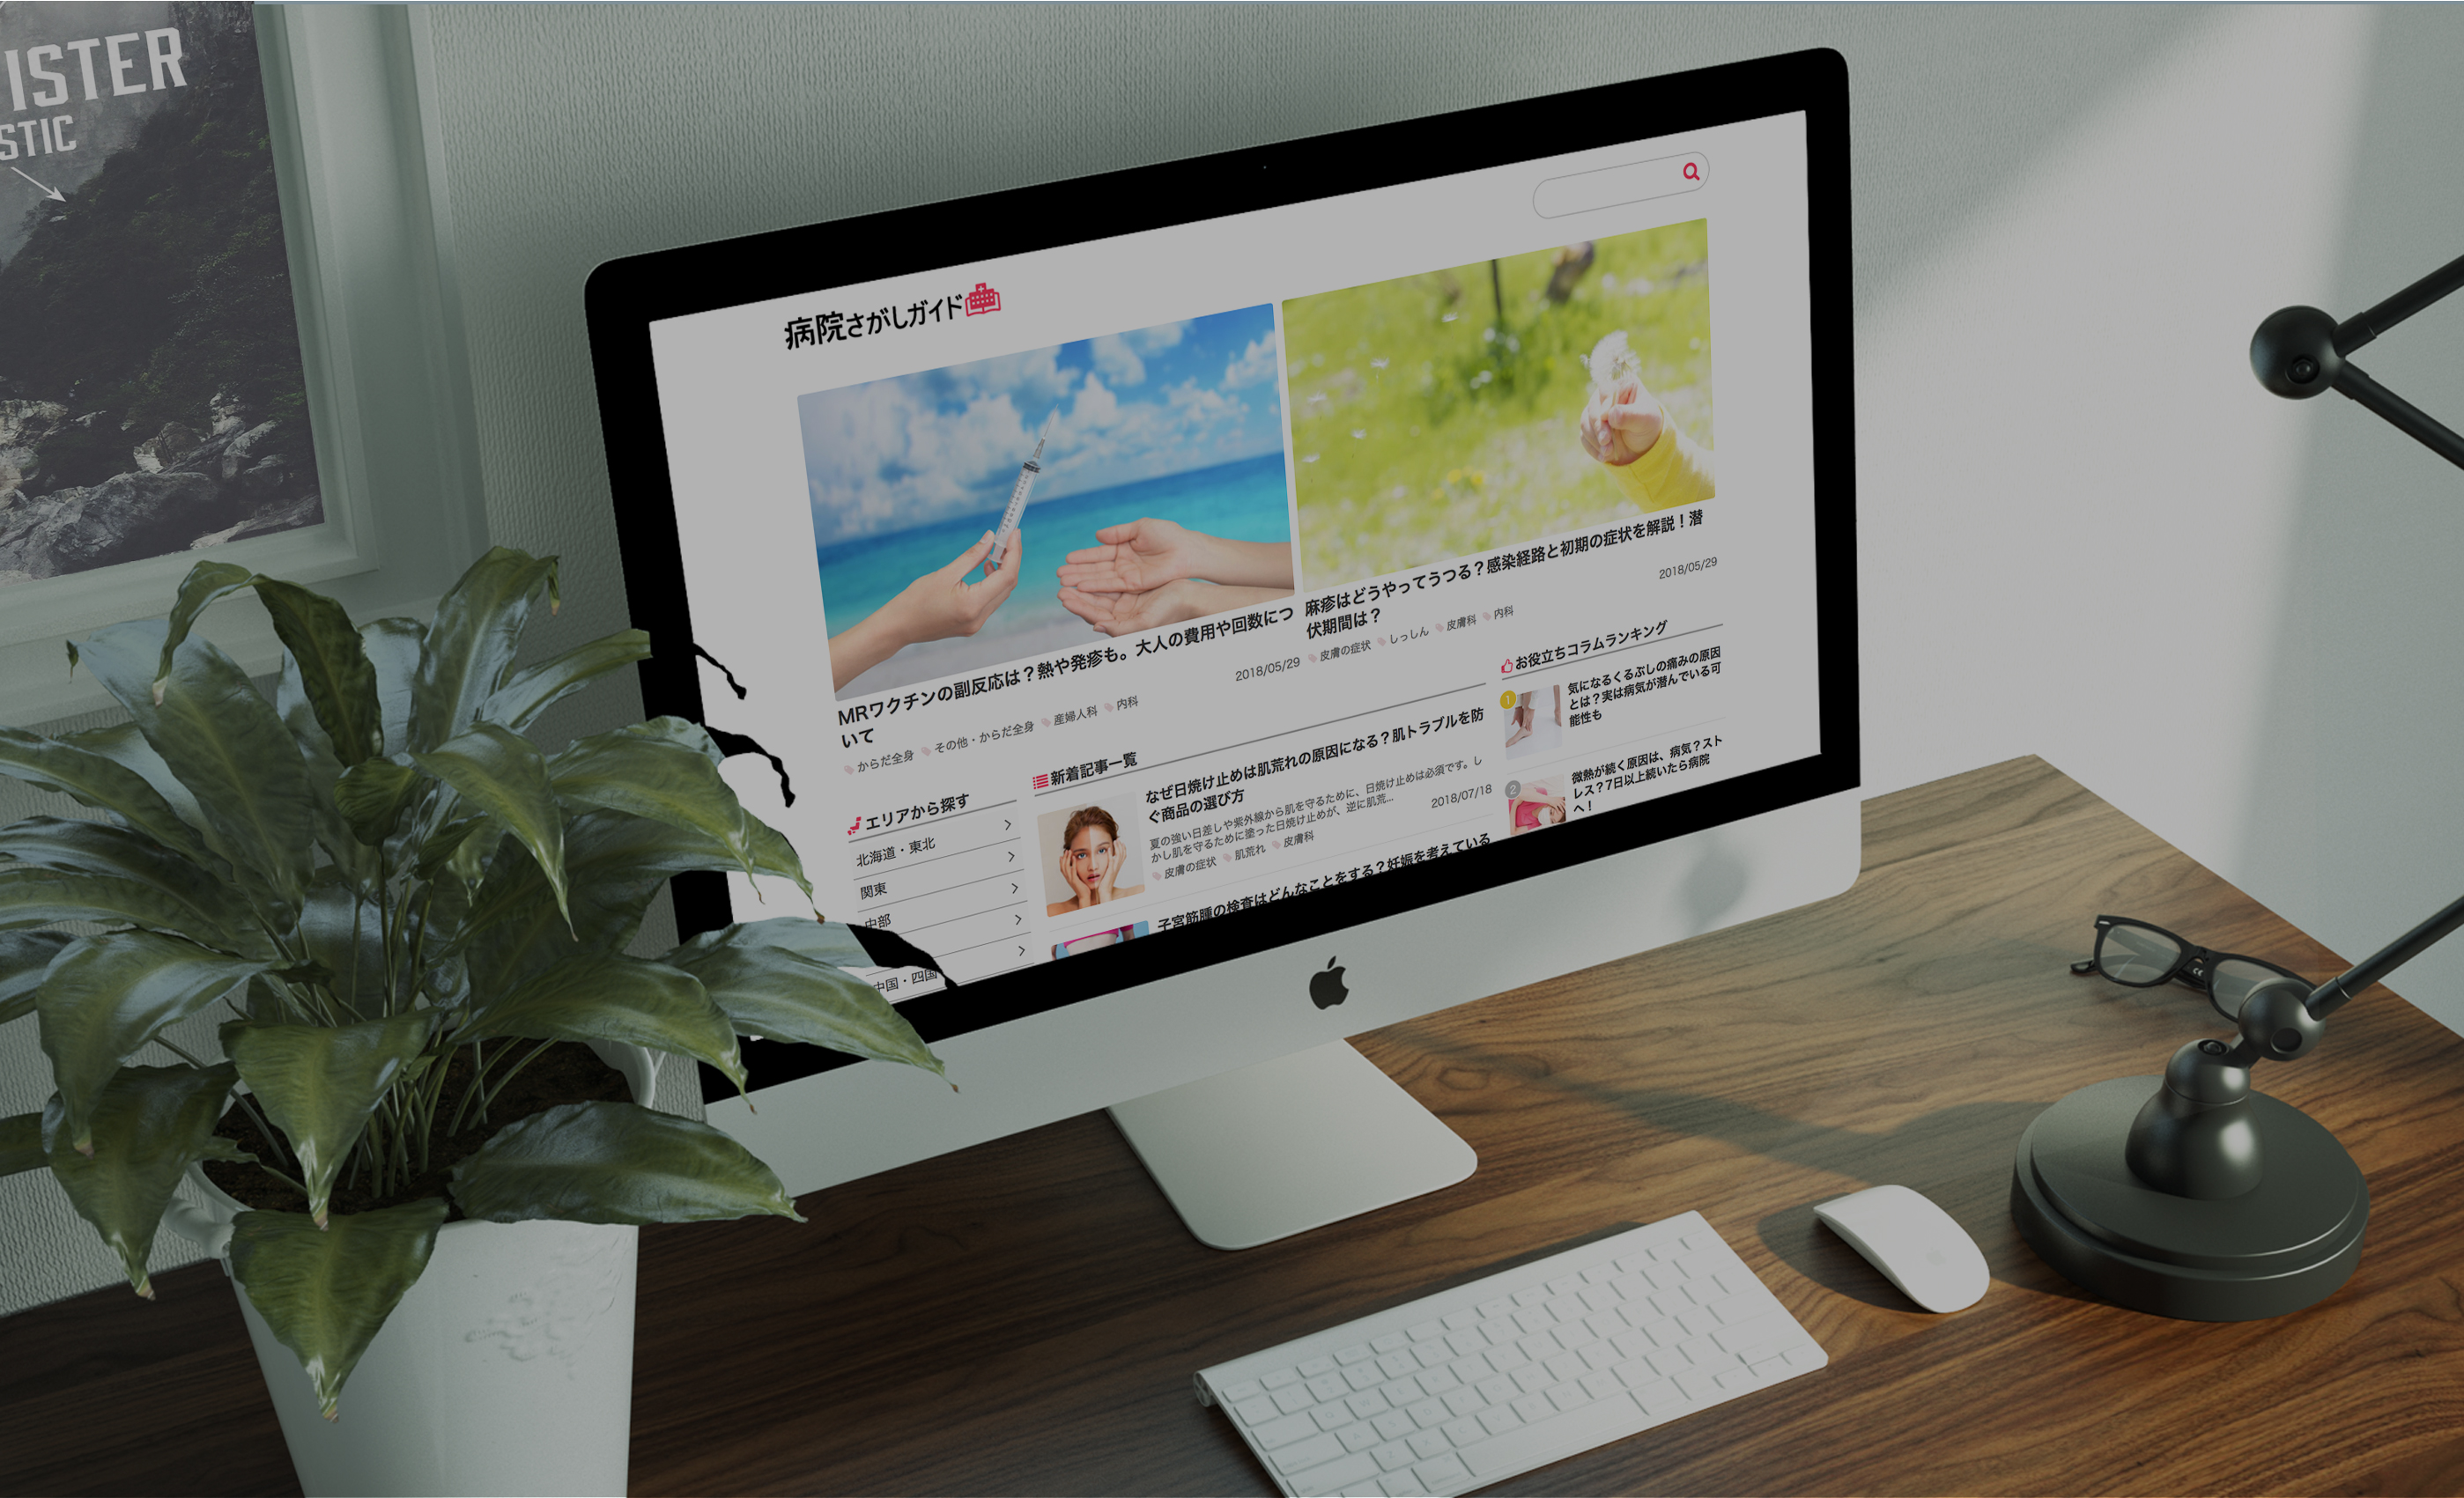 ISTER
STIC
病院さがしガイド
MRワクチンの副反応は？熱や発疹も。大人の費用や回数につ
いて
2018/05/29
からだ全身 その他・からだ全身 産婦人科 内科
麻疹はどうやってうつる？感染経路と初期の症状を解説！潜
伏期間は？
2018/05/29
皮膚の症状 しっしん 皮膚科 内科
エリアから探す
北海道・東北
関東
中部
中国・四国
新着記事一覧
なぜ日焼け止めは肌荒れの原因になる？肌トラブルを防
ぐ商品の選び方
夏の強い日差しや紫外線から肌を守るために、日焼け止めは必須です。し
かし肌を守るために塗った日焼け止めが、逆に肌荒...
2018/07/18
皮膚の症状 肌荒れ 皮膚科
子宮筋腫の検査はどんなことをする？妊娠を考えている
お役立ちコラムランキング
1
気になるくるぶしの痛みの原因
とは？実は病気が潜んでいる可
能性も
2
微熱が続く原因は、病気？スト
レス？7日以上続いたら病院
へ！